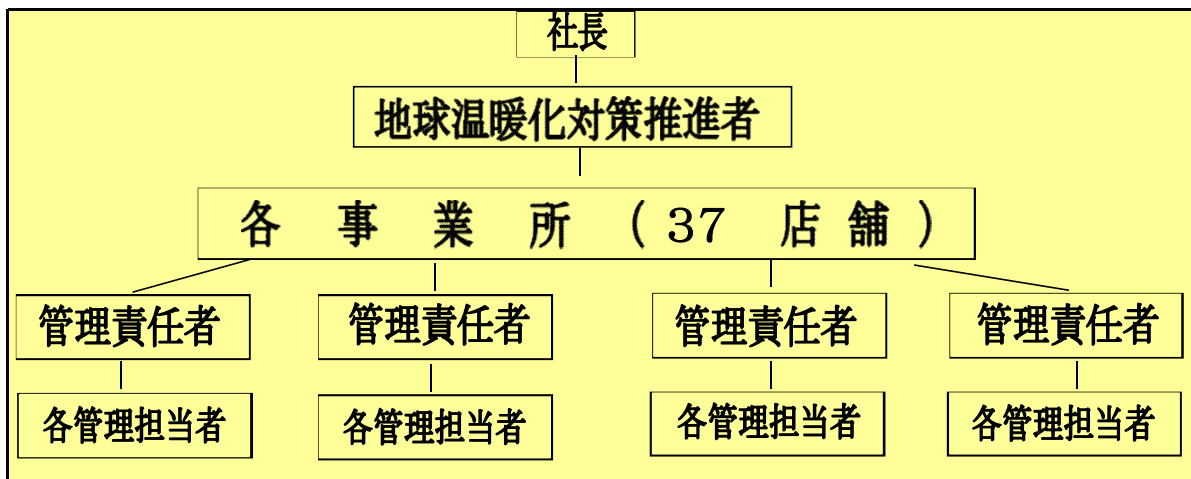 社長
地球温暖化対策推進者
各事業所(37店舗)
管理責任者
管理責任者
管理責任者
管理責任者
各管理担当者
各管理担当者
各管理担当者
各管理担当者